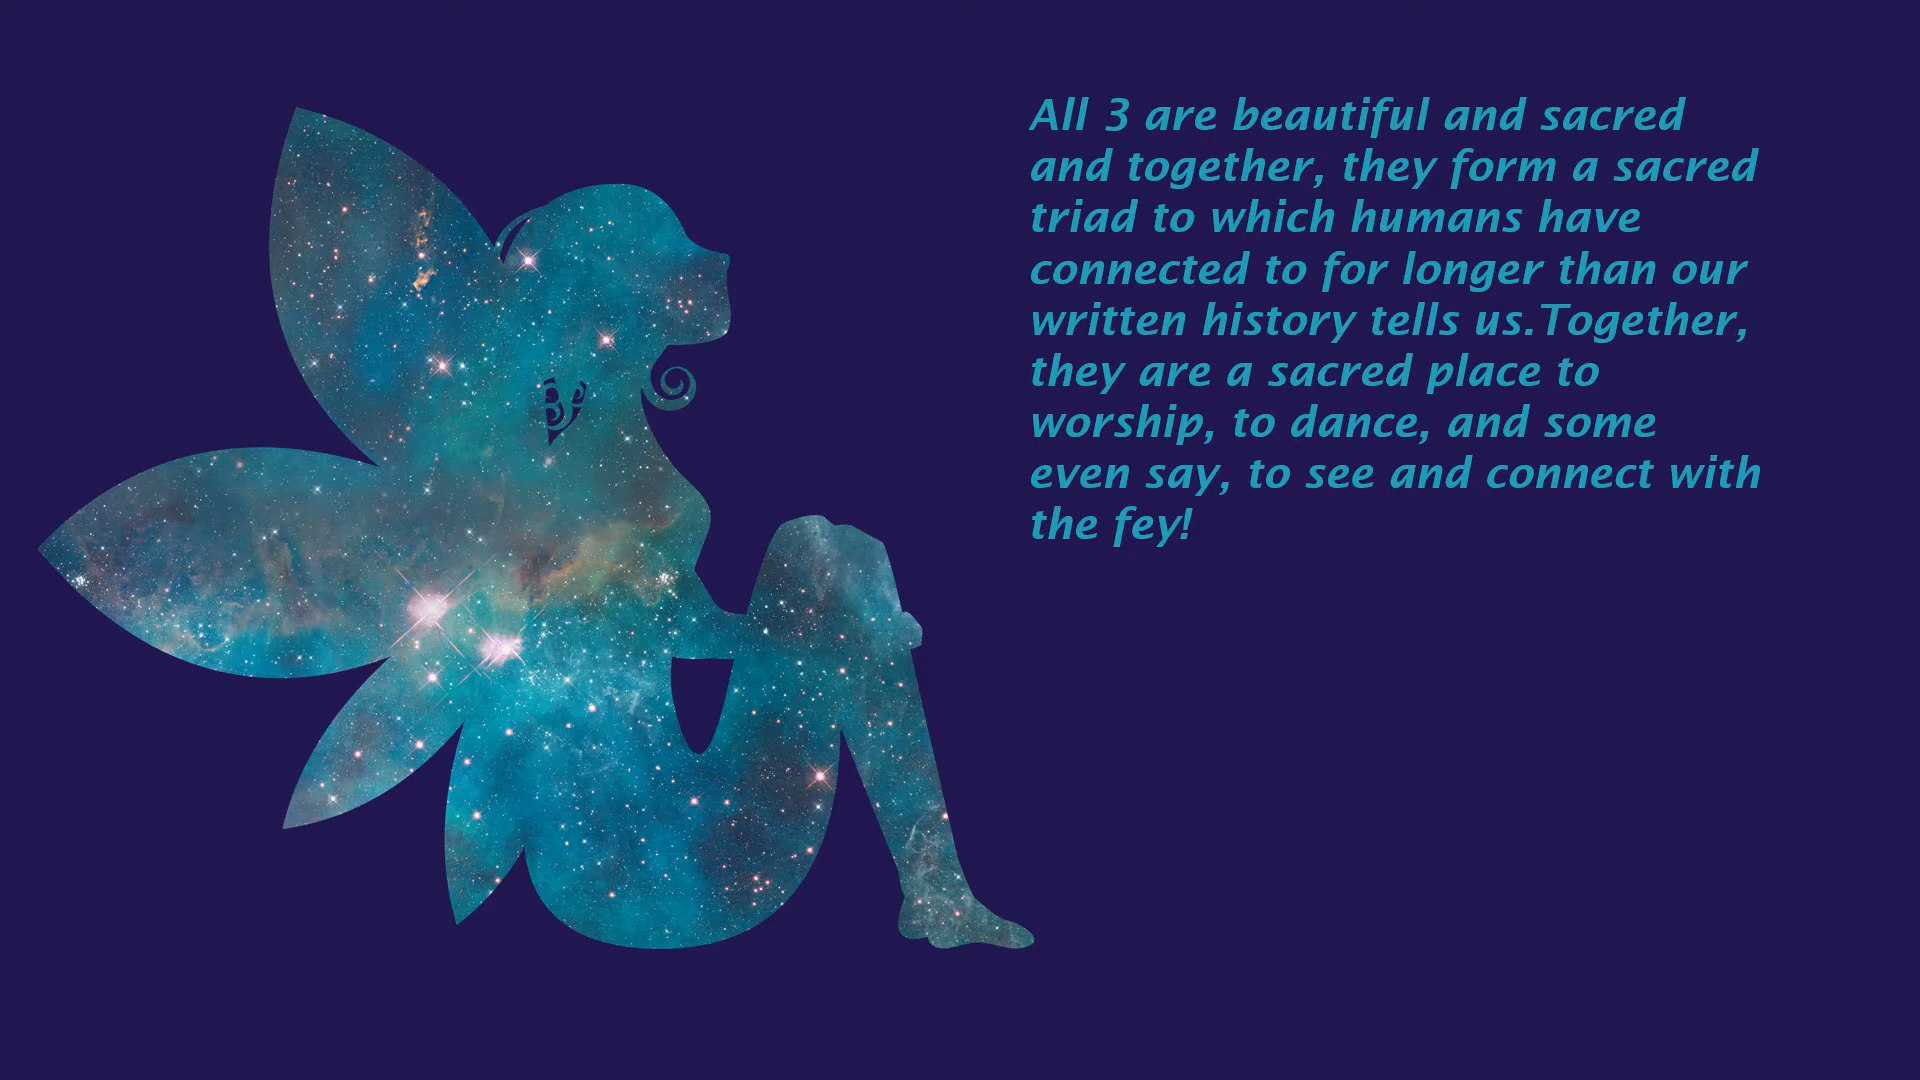 All 3 are beautiful and sacred
and together, they form a sacred
triad to which humans have
connected to for longer than our
written history tells us.Together,
they are a sacred place to
worship, to dance, and some
even say, to see and connect with
the fey!